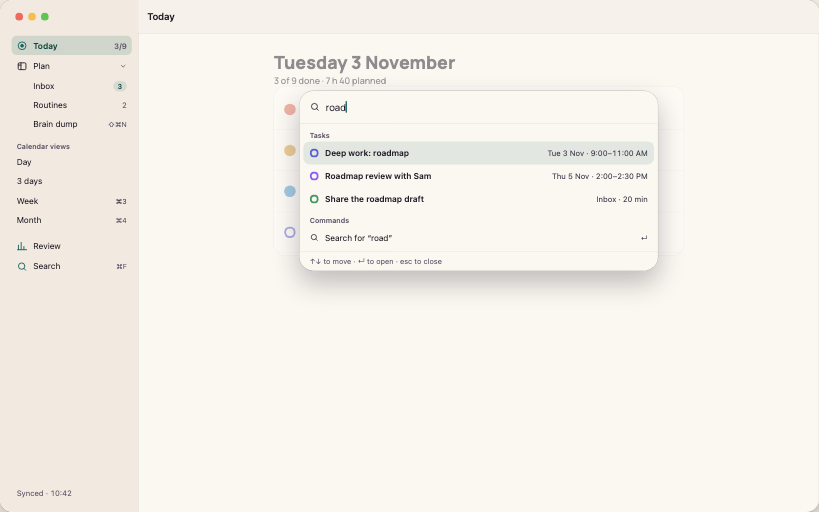 Today
Today 3/9
Plan
Inbox 3
Routines 2
Brain dump ⇧⌘N
Calendar views
Day
3 days
Week ⌘3
Month ⌘4
Review
Search ⌘F
Synced · 10:42
Tuesday 3 November
3 of 9 done · 7 h 40 planned
road
Tasks
Deep work: roadmap Tue 3 Nov · 9:00–11:00 AM
Roadmap review with Sam Thu 5 Nov · 2:00–2:30 PM
Share the roadmap draft Inbox · 20 min
Commands
Search for “road” ↵
↑↓ to move · ↵ to open · esc to close